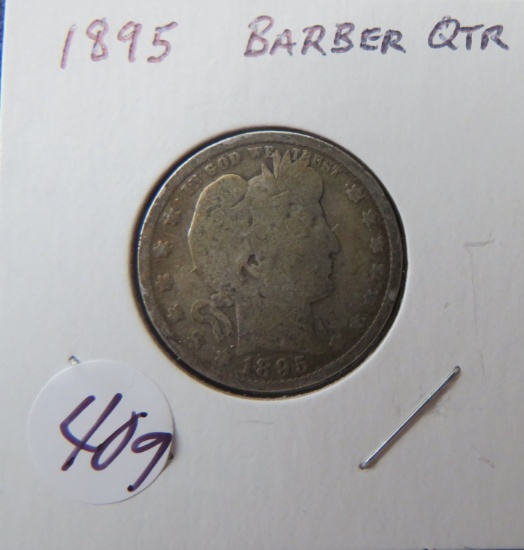 1895 BARBER QTR
IN GOD WE TRUST
1895
409